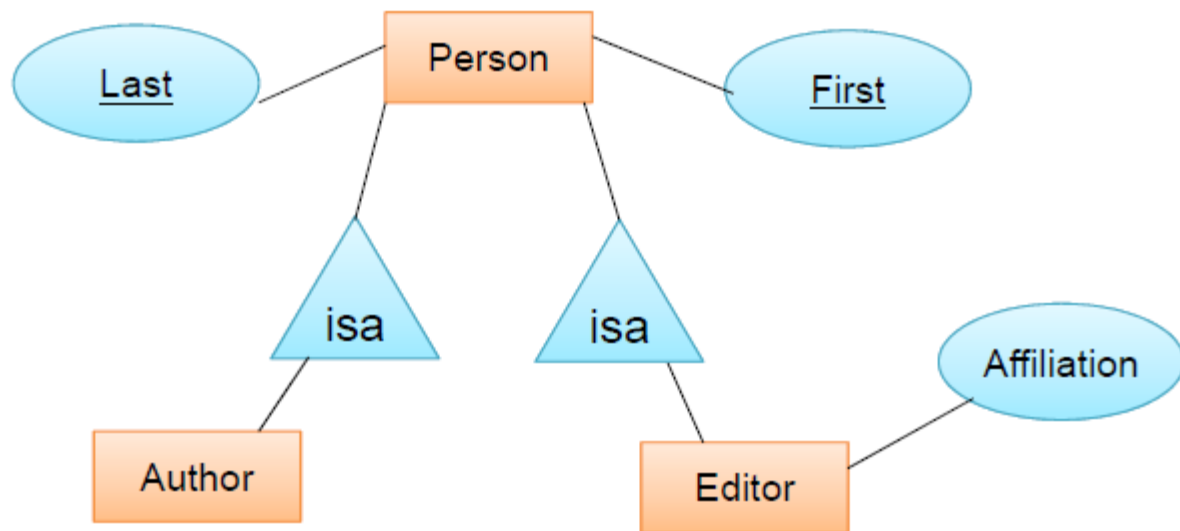 Person
Last
First
isa
isa
Affiliation
Author
Editor